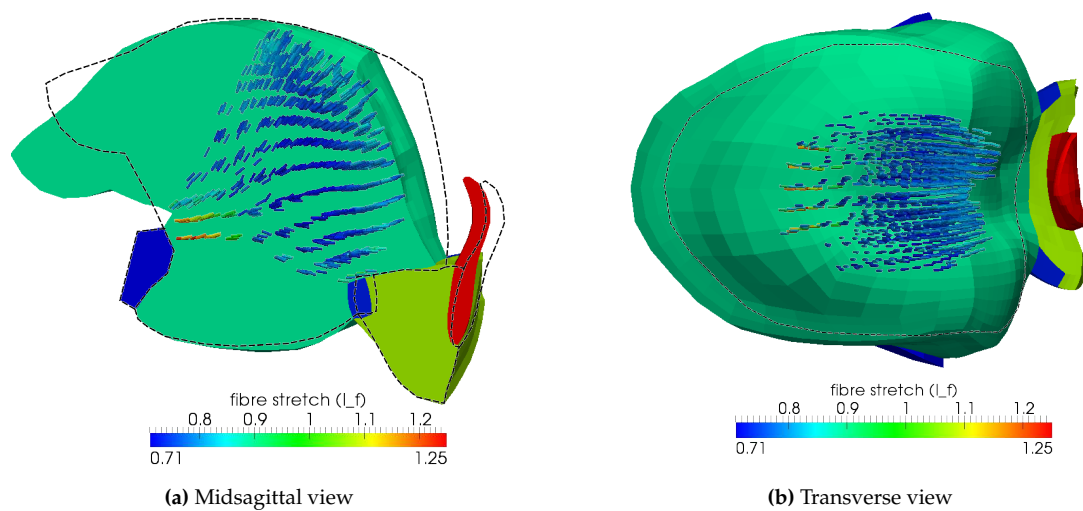 fibre stretch (l_f)
0.8 0.9 1 1.1 1.2
0.71 1.25
(a) Midsagittal view
fibre stretch (l_f)
0.8 0.9 1 1.1 1.2
0.71 1.25
(b) Transverse view